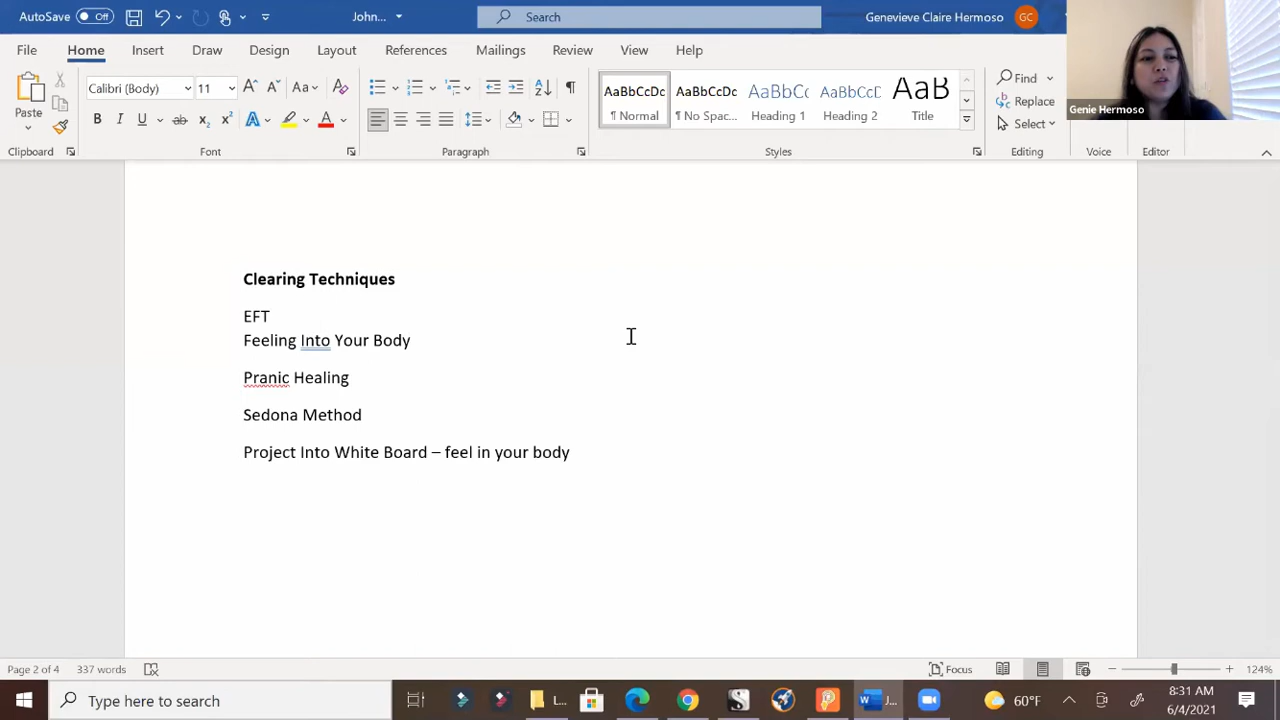 AutoSave Off John... Search Genevieve Claire Hermoso GC
File Home Insert Draw Design Layout References Mailings Review View Help
Genie Hermoso
Paste
Calibri (Body) 11 Aa
AaBbCcDc AaBbCcDc AaBbCc AaBbCcD AaB
¶ Normal ¶ No Spac... Heading 1 Heading 2 Title
Find
Replace
Select
Clipboard Font Paragraph Styles Editing Voice Editor
Clearing Techniques
EFT
Feeling Into Your Body
Pranic Healing
Sedona Method
Project Into White Board – feel in your body
Page 2 of 4 337 words Focus 124%
Type here to search L... J... 60°F 8:31 AM
6/4/2021